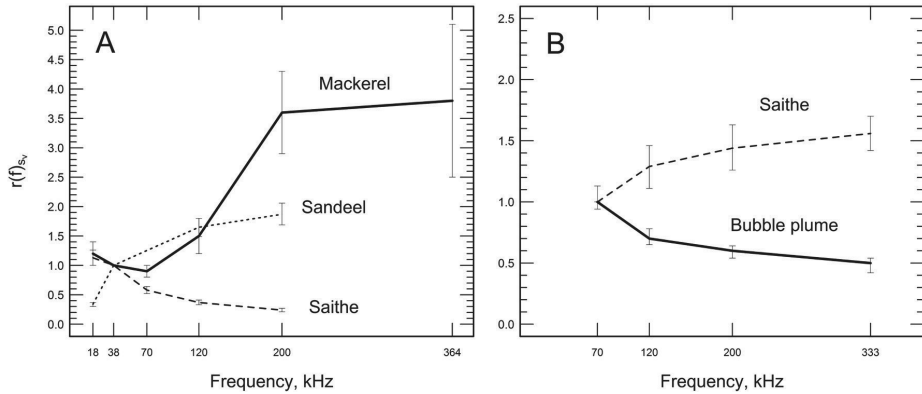 A
r(f)sv
5.0
4.5
4.0
3.5
3.0
2.5
2.0
1.5
1.0
0.5
0.0
Mackerel
Sandeel
Saithe
18 38 70 120 200 364
Frequency, kHz
B
2.5
2.0
1.5
1.0
0.5
0.0
Saithe
Bubble plume
70 120 200 333
Frequency, kHz